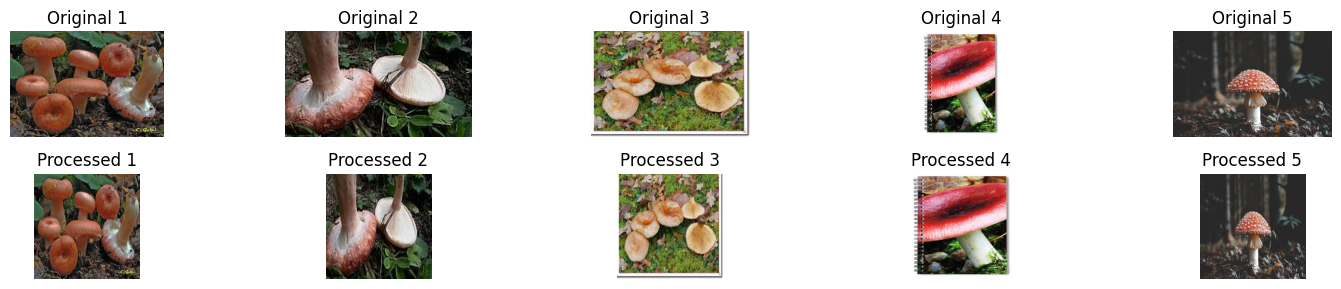 Original 1
Original 2
Original 3
Original 4
Original 5
Processed 1
Processed 2
Processed 3
Processed 4
Processed 5